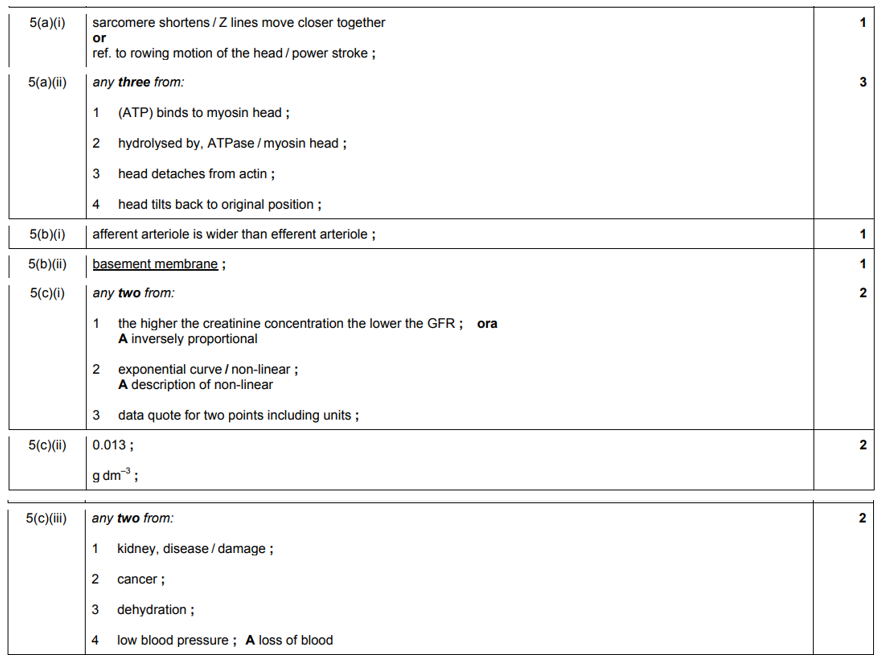 5(a)(i) sarcomere shortens / Z lines move closer together 1
or
ref. to rowing motion of the head / power stroke ;
5(a)(ii) any three from: 3
1 (ATP) binds to myosin head ;
2 hydrolysed by, ATPase / myosin head ;
3 head detaches from actin ;
4 head tilts back to original position ;
5(b)(i) afferent arteriole is wider than efferent arteriole ; 1
5(b)(ii) basement membrane ; 1
5(c)(i) any two from: 2
1 the higher the creatinine concentration the lower the GFR ; ora
A inversely proportional
2 exponential curve / non-linear ;
A description of non-linear
3 data quote for two points including units ;
5(c)(ii) 0.013 ; 2
g dm⁻³ ;
5(c)(iii) any two from: 2
1 kidney, disease / damage ;
2 cancer ;
3 dehydration ;
4 low blood pressure ; A loss of blood